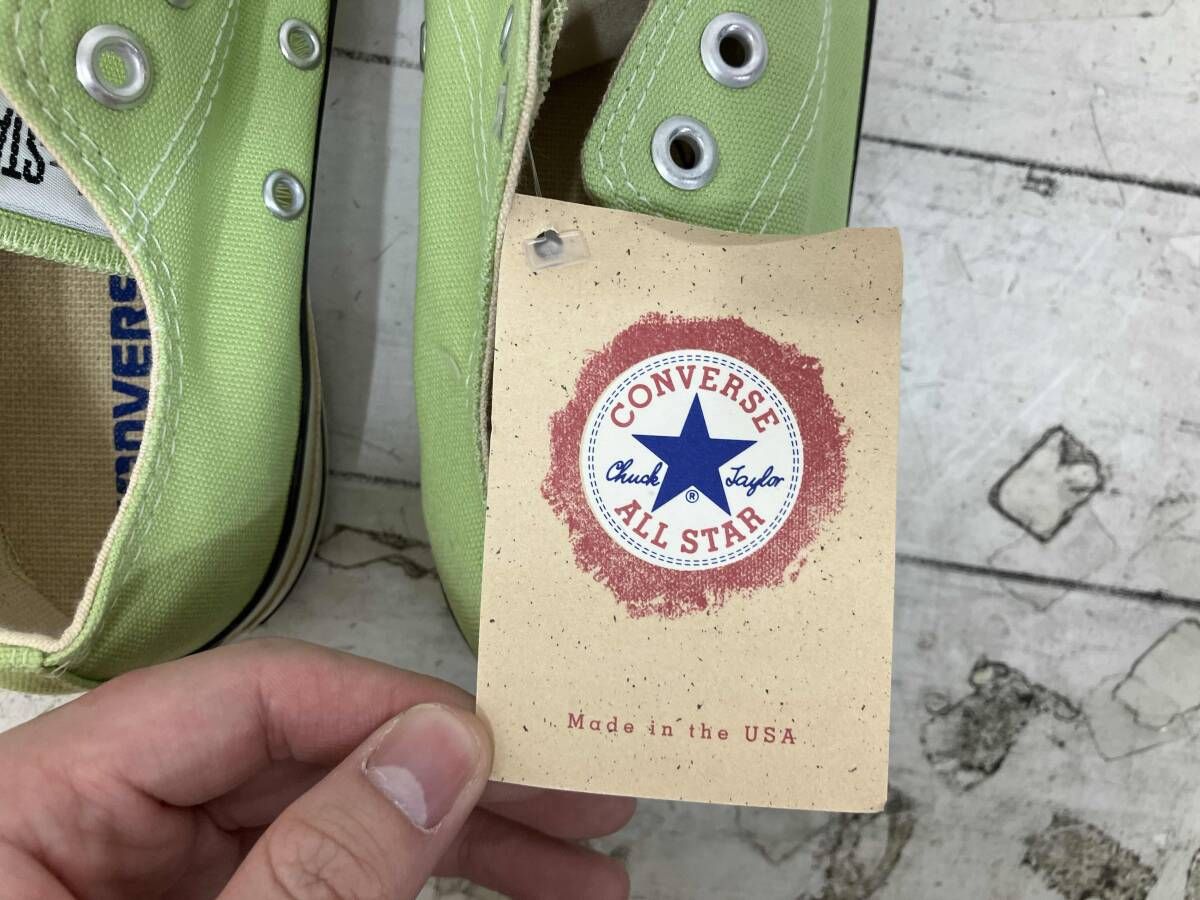 CONVERSE
Chuck Taylor
®
ALL STAR
Made in the USA
CONVERSE